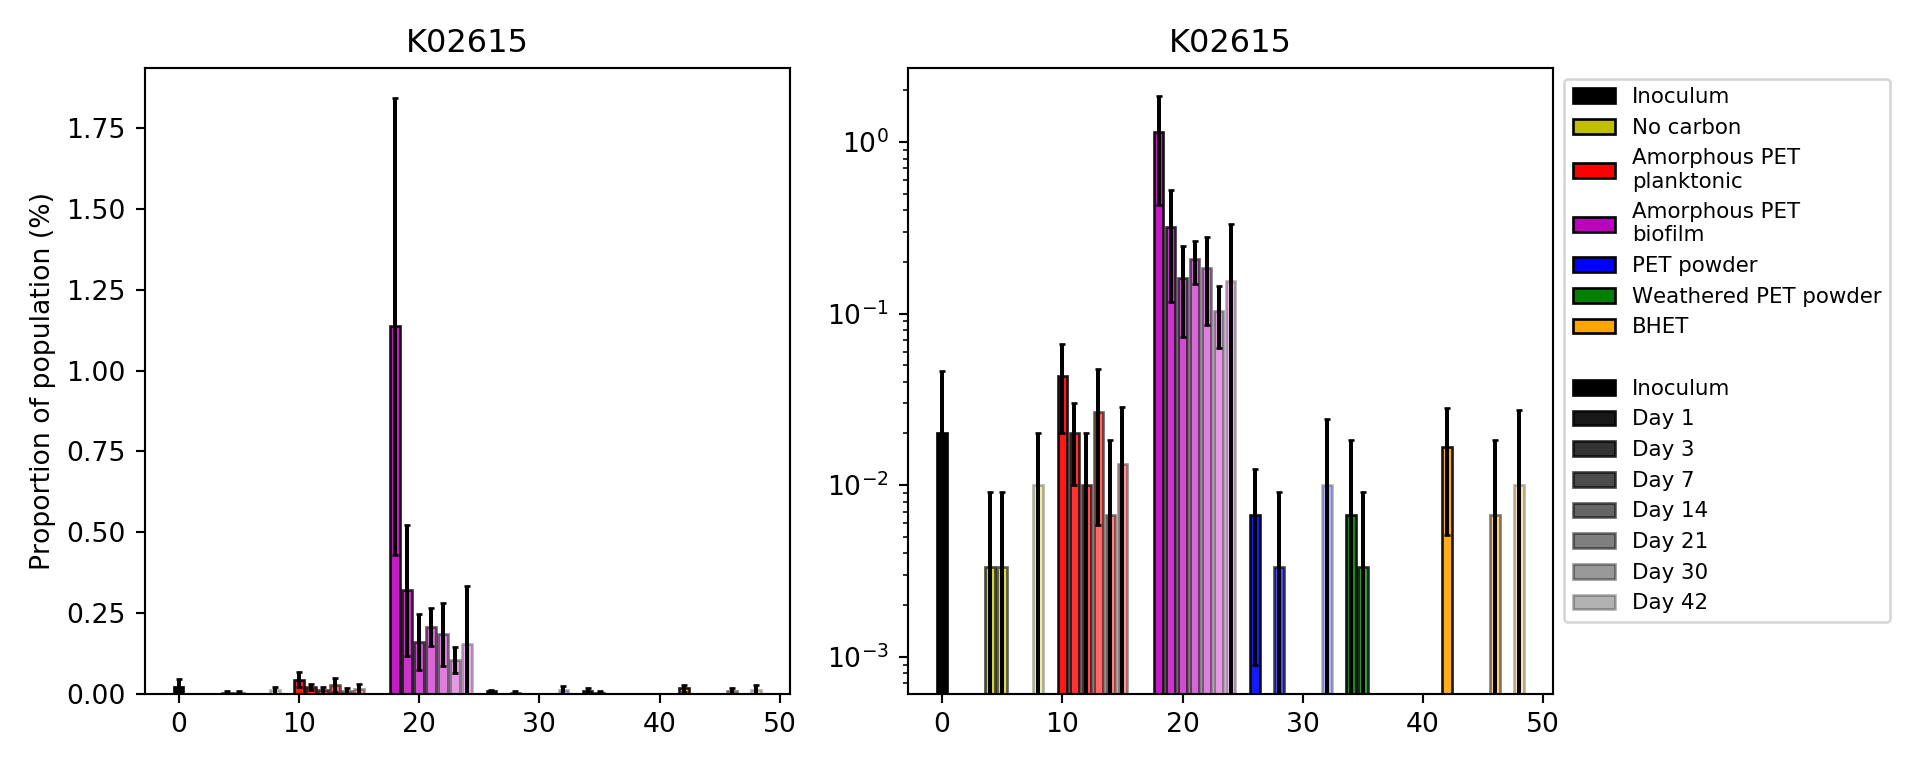 K02615
K02615
Proportion of population (%)
1.75
1.50
1.25
1.00
0.75
0.50
0.25
0.00
0 10 20 30 40 50
10⁰
10⁻¹
10⁻²
10⁻³
0 10 20 30 40 50
Inoculum
No carbon
Amorphous PET
planktonic
Amorphous PET
biofilm
PET powder
Weathered PET powder
BHET
Inoculum
Day 1
Day 3
Day 7
Day 14
Day 21
Day 30
Day 42